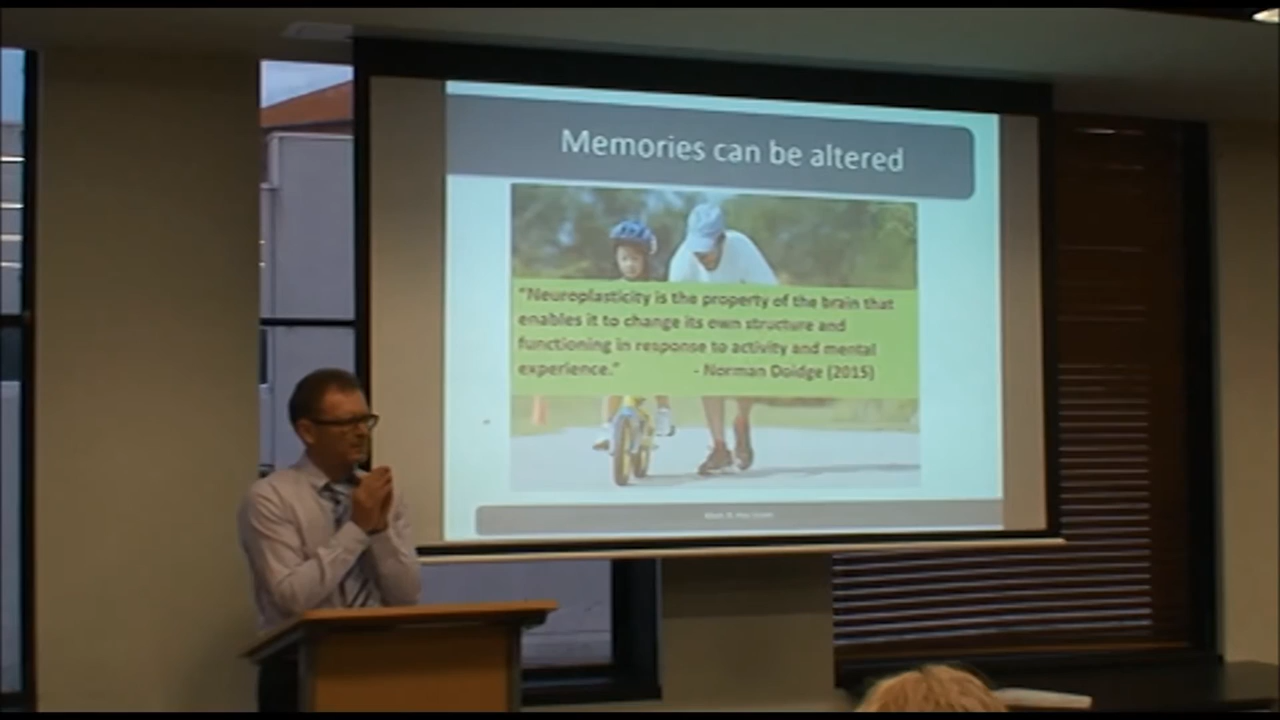 Memories can be altered
"Neuroplasticity is the property of the brain that
enables it to change its own structure and
functioning in response to activity and mental
experience." - Norman Doidge (2015)